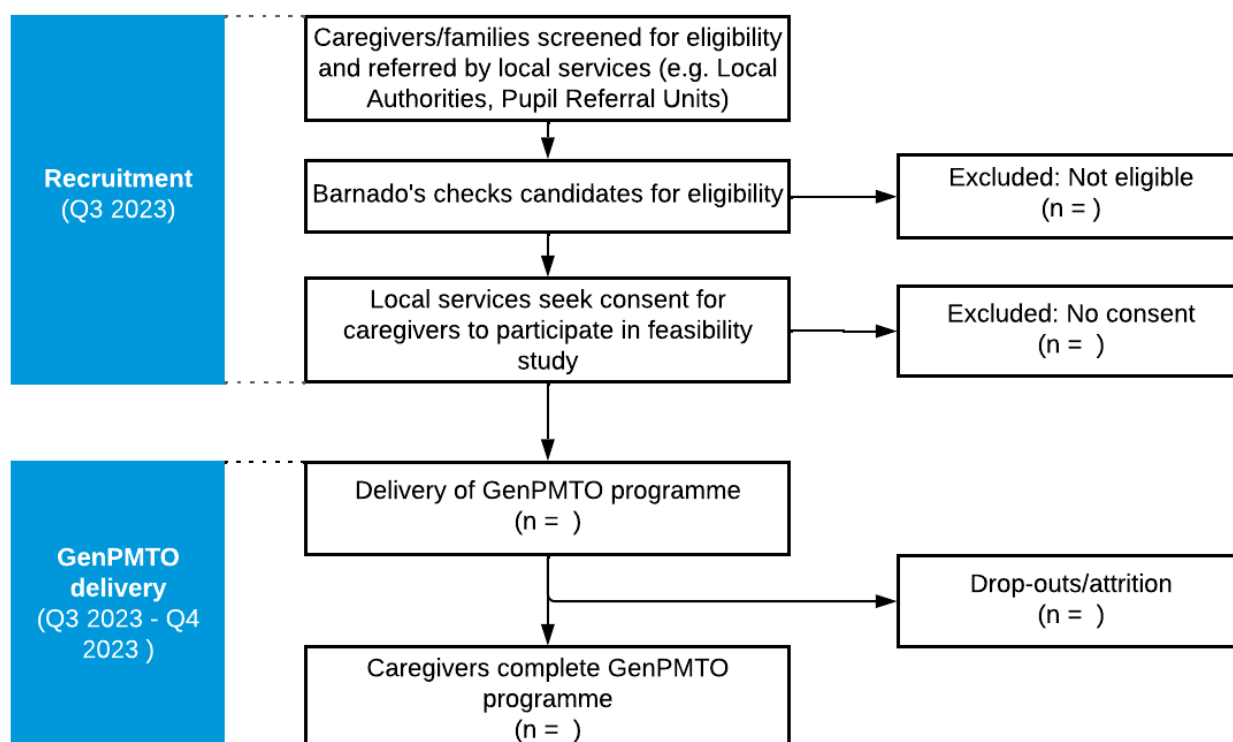 Caregivers/families screened for eligibility
and referred by local services (e.g. Local
Authorities, Pupil Referral Units)
Recruitment
(Q3 2023)
Barnado's checks candidates for eligibility
Excluded: Not eligible
(n = )
Local services seek consent for
caregivers to participate in feasibility
study
Excluded: No consent
(n =  )
Delivery of GenPMTO programme
(n =  )
GenPMTO
delivery
(Q3 2023 - Q4
2023 )
Drop-outs/attrition
(n =  )
Caregivers complete GenPMTO
programme
(n =  )